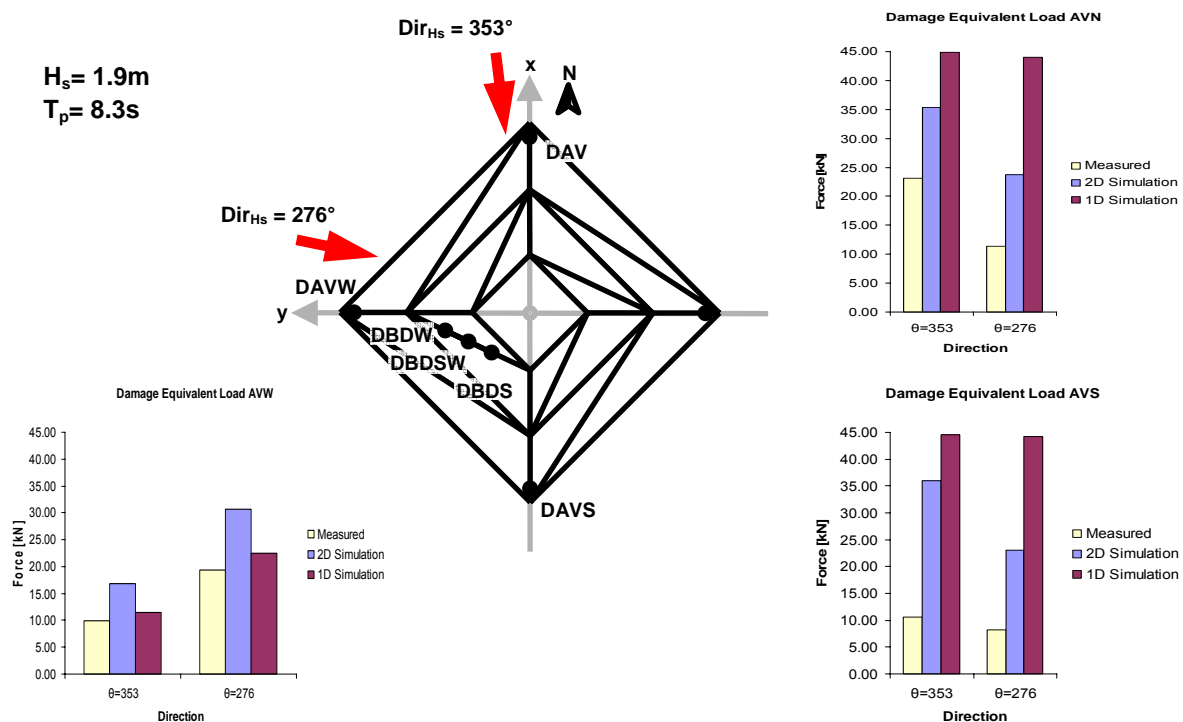 Dir_Hs = 353°
H_s= 1.9m
T_p= 8.3s
x
N
DAV
Dir_Hs = 276°
DAVW
y
DBDW
DBDSW
DBDS
DAVS
Damage Equivalent Load AVN
45.00
40.00
35.00
30.00
25.00
20.00
15.00
10.00
5.00
0.00
Force[kN]
θ=353
θ=276
Direction
Measured
2D Simulation
1D Simulation
Damage Equivalent Load AVW
45.00
40.00
35.00
30.00
25.00
20.00
15.00
10.00
5.00
0.00
Force [kN]
θ=353
θ=276
Direction
Measured
2D Simulation
1D Simulation
Damage Equivalent Load AVS
45.00
40.00
35.00
30.00
25.00
20.00
15.00
10.00
5.00
0.00
Force [kN]
θ=353
θ=276
Direction
Measured
2D Simulation
1D Simulation